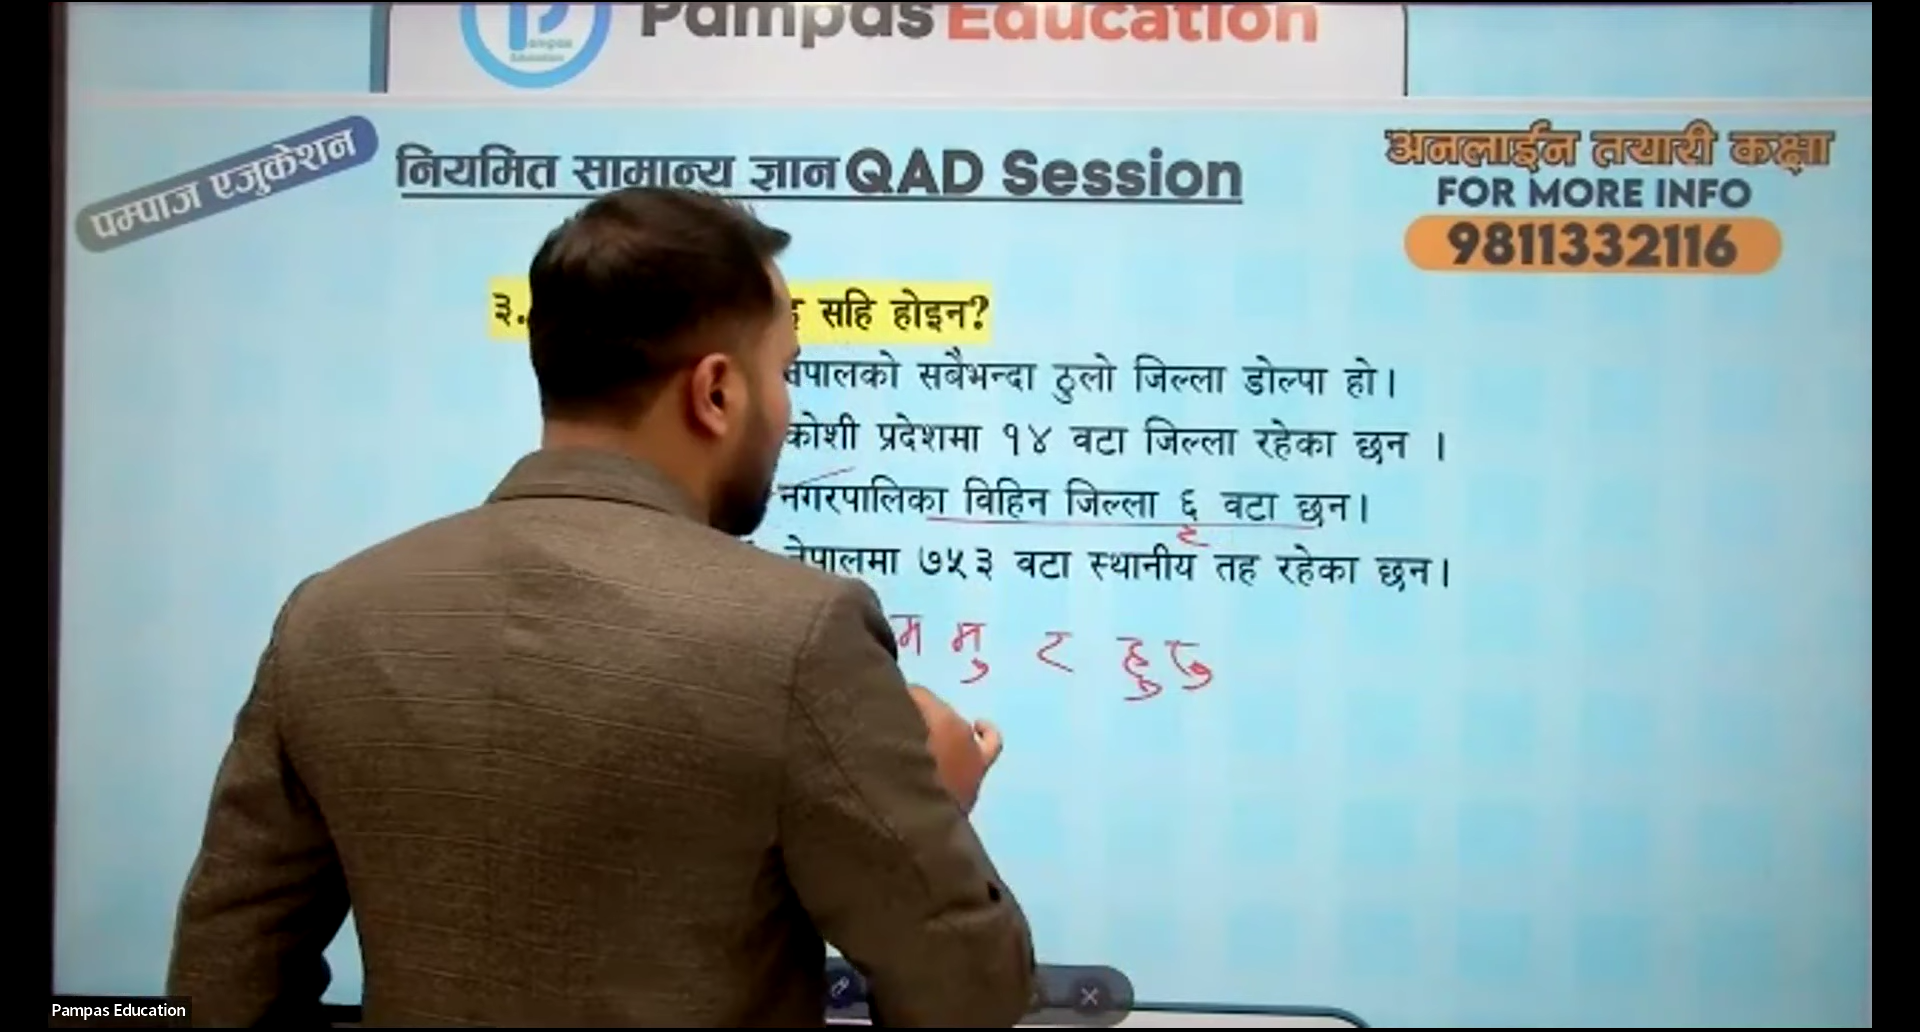 Pampas Education
पम्पाज एजुकेशन
नियमित सामान्य ज्ञान QAD Session
अनलाईन तयारी कक्षा
FOR MORE INFO
9811332116
३. सहि होइन?
नेपालको सबैभन्दा ठुलो जिल्ला डोल्पा हो।
कोशी प्रदेशमा १४ वटा जिल्ला रहेका छन ।
नगरपालिका विहिन जिल्ला ६ वटा छन।
नेपालमा ७५३ वटा स्थानीय तह रहेका छन।
म मु र हु
Pampas Education